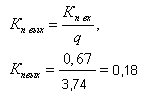 Kп вых = Kп вх / q,
Kп вых = 0,67 / 3,74 = 0,18